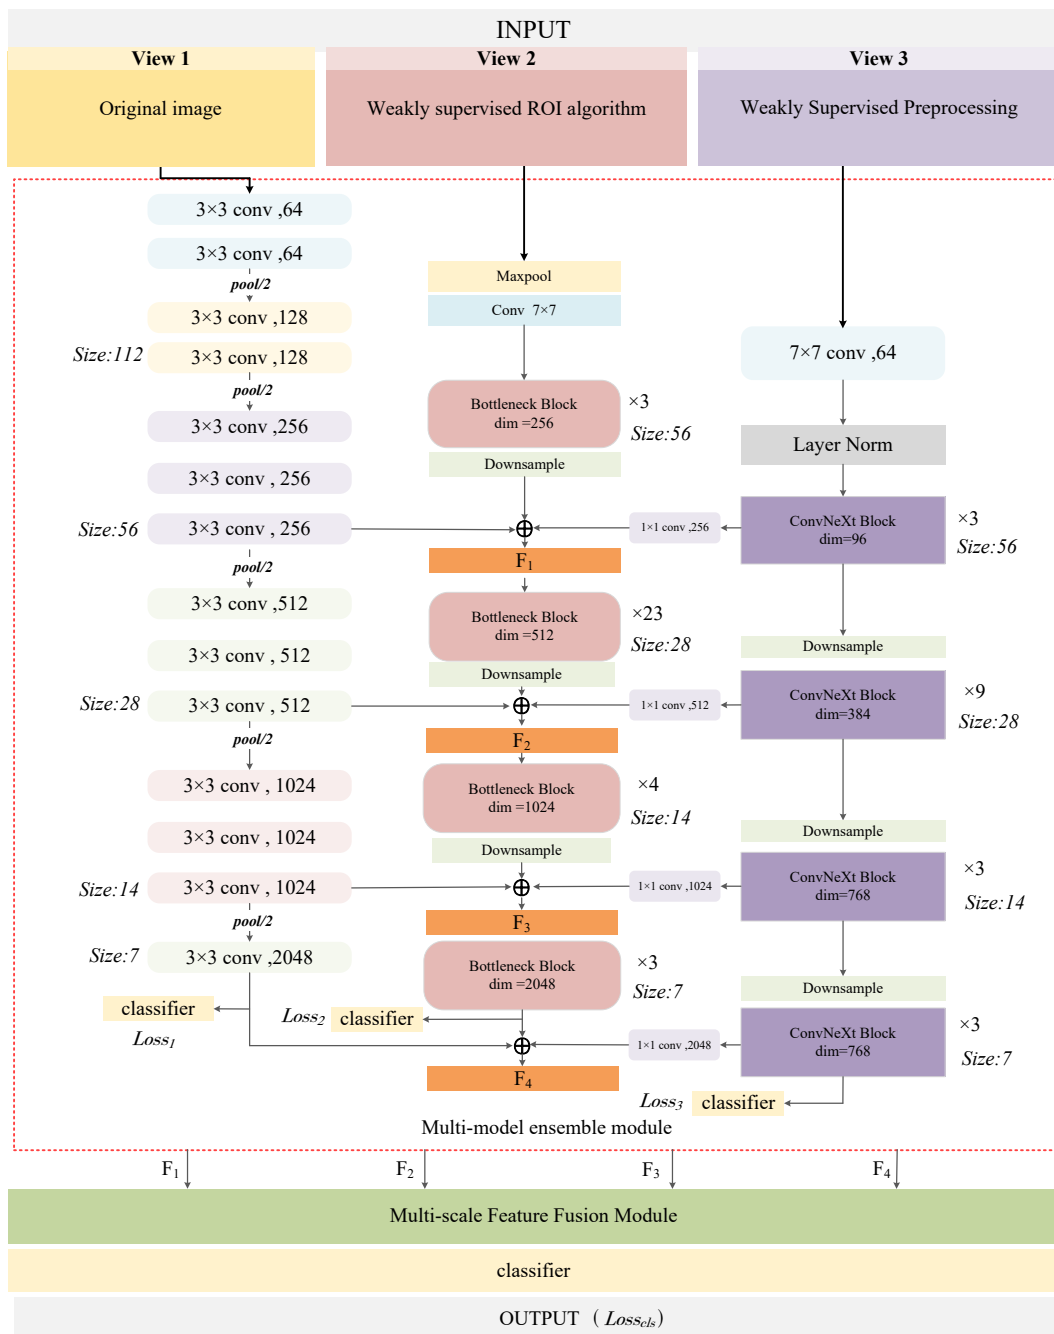 INPUT
View 1
Original image
View 2
Weakly supervised ROI algorithm
View 3
Weakly Supervised Preprocessing
3×3 conv ,64
3×3 conv ,64
pool/2
3×3 conv ,128
Size:112
3×3 conv ,128
pool/2
3×3 conv ,256
3×3 conv , 256
Size:56
3×3 conv , 256
pool/2
3×3 conv ,512
3×3 conv , 512
Size:28
3×3 conv , 512
pool/2
3×3 conv , 1024
3×3 conv , 1024
Size:14
3×3 conv , 1024
pool/2
Size:7
3×3 conv ,2048
classifier
Loss1
Maxpool
Conv 7×7
Bottleneck Block
dim =256
×3
Size:56
Downsample
F1
Bottleneck Block
dim =512
×23
Size:28
Downsample
F2
Bottleneck Block
dim =1024
×4
Size:14
Downsample
F3
Bottleneck Block
dim =2048
×3
Size:7
Loss2
classifier
F4
1×1 conv ,256
1×1 conv ,512
1×1 conv ,1024
1×1 conv ,2048
7×7 conv ,64
Layer Norm
ConvNeXt Block
dim=96
×3
Size:56
Downsample
ConvNeXt Block
dim=384
×9
Size:28
Downsample
ConvNeXt Block
dim=768
×3
Size:14
Downsample
ConvNeXt Block
dim=768
×3
Size:7
Loss3
classifier
Multi-model ensemble module
F1
F2
F3
F4
Multi-scale Feature Fusion Module
classifier
OUTPUT ( Losscls)